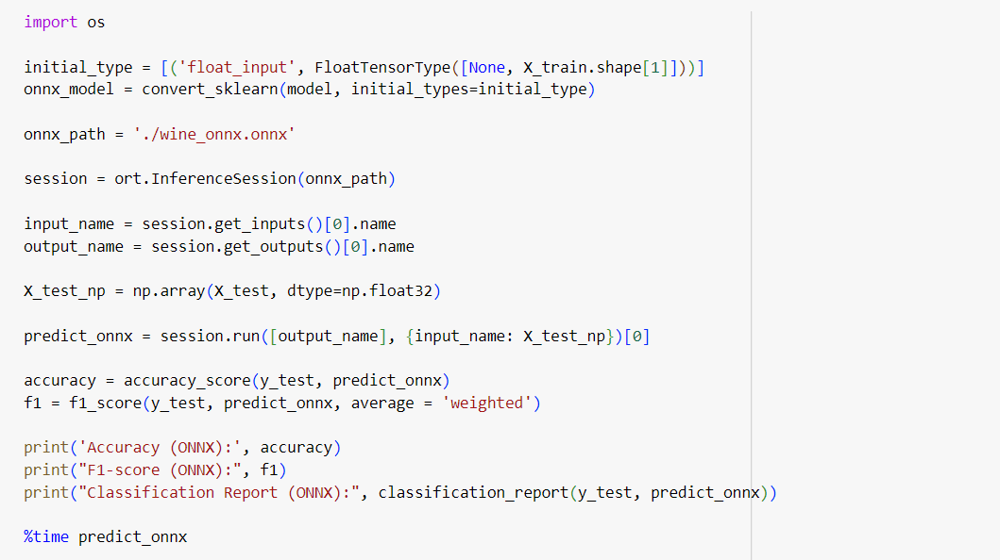 import os
initial_type = [('float_input', FloatTensorType([None, X_train.shape[1]]))]
onnx_model = convert_sklearn(model, initial_types=initial_type)
onnx_path = './wine_onnx.onnx'
session = ort.InferenceSession(onnx_path)
input_name = session.get_inputs()[0].name
output_name = session.get_outputs()[0].name
X_test_np = np.array(X_test, dtype=np.float32)
predict_onnx = session.run([output_name], {input_name: X_test_np})[0]
accuracy = accuracy_score(y_test, predict_onnx)
f1 = f1_score(y_test, predict_onnx, average = 'weighted')
print('Accuracy (ONNX):', accuracy)
print("F1-score (ONNX):", f1)
print("Classification Report (ONNX):", classification_report(y_test, predict_onnx))
%time predict_onnx